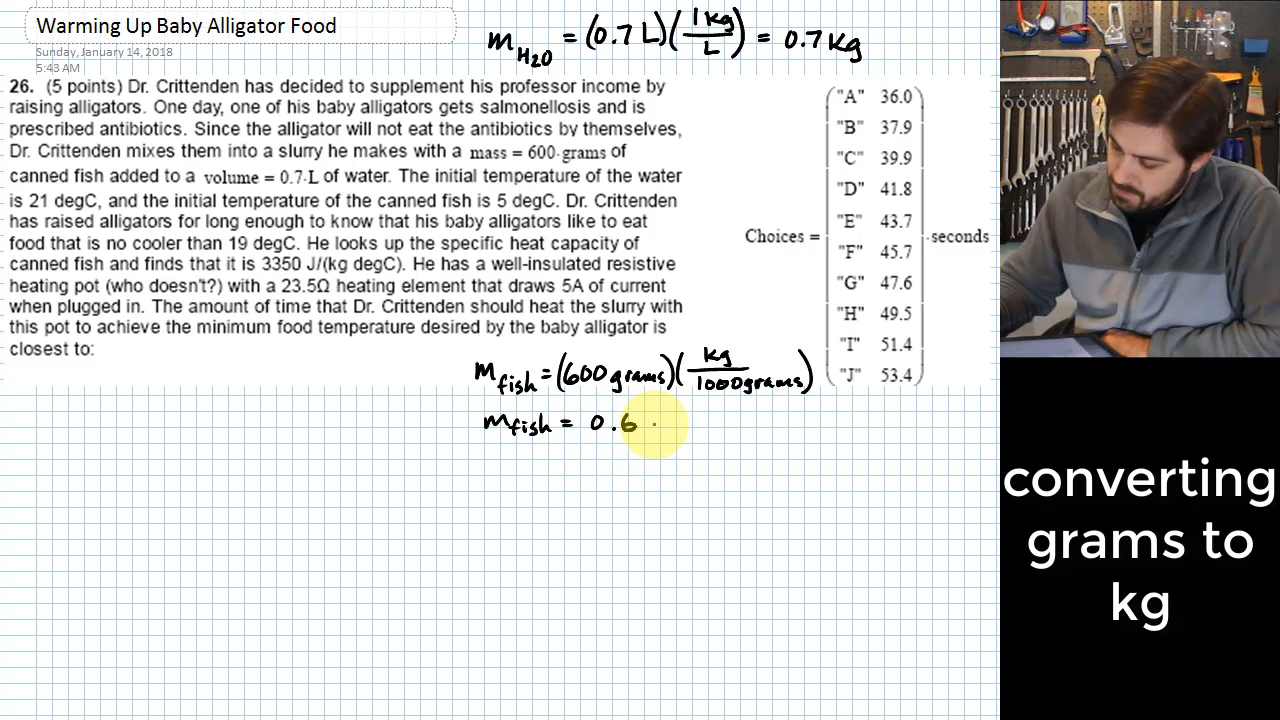 Warming Up Baby Alligator Food
Sunday, January 14, 2018
5:43 AM
m H2O = (0.7 L)(1 kg / L) = 0.7 kg
26. (5 points) Dr. Crittenden has decided to supplement his professor income by
raising alligators. One day, one of his baby alligators gets salmonellosis and is
prescribed antibiotics. Since the alligator will not eat the antibiotics by themselves,
Dr. Crittenden mixes them into a slurry he makes with a mass = 600·grams of
canned fish added to a volume = 0.7·L of water. The initial temperature of the water
is 21 degC, and the initial temperature of the canned fish is 5 degC. Dr. Crittenden
has raised alligators for long enough to know that his baby alligators like to eat
food that is no cooler than 19 degC. He looks up the specific heat capacity of
canned fish and finds that it is 3350 J/(kg degC). He has a well-insulated resistive
heating pot (who doesn't?) with a 23.5Ω heating element that draws 5A of current
when plugged in. The amount of time that Dr. Crittenden should heat the slurry with
this pot to achieve the minimum food temperature desired by the baby alligator is
closest to:
Choices =
"A" 36.0
"B" 37.9
"C" 39.9
"D" 41.8
"E" 43.7
"F" 45.7
"G" 47.6
"H" 49.5
"I" 51.4
"J" 53.4
·seconds
m fish = (600 grams)(kg / 1000 grams)
m fish = 0.6
converting
grams to
kg